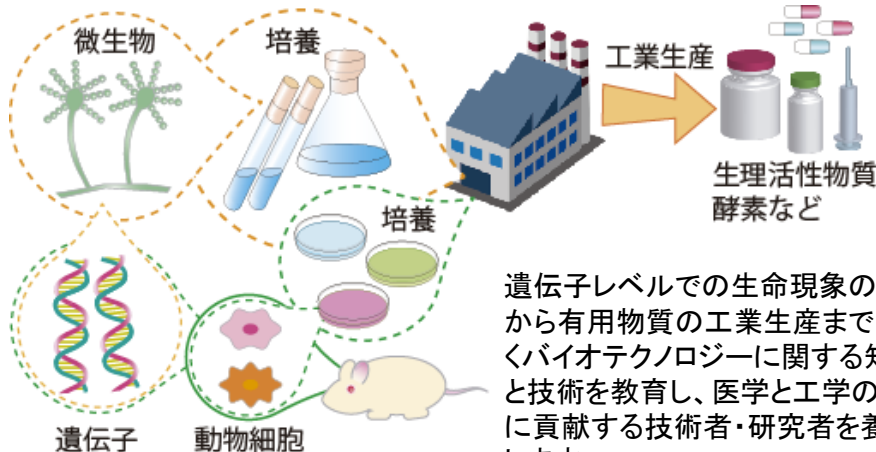 微生物
培養
工業生産
生理活性物質
酵素など
培養
遺伝子
動物細胞
遺伝子レベルでの生命現象の
から有用物質の工業生産まで
くバイオテクノロジーに関する知
と技術を教育し、医学と工学の
に貢献する技術者・研究者を養